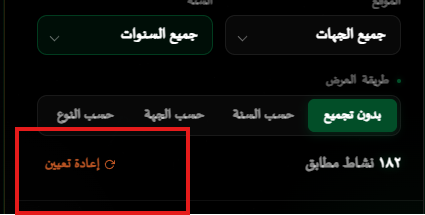 الموقع
السنة
جميع الجهات
جميع السنوات
طريقة العرض
بدون تجميع
حسب السنة
حسب الجهة
حسب النوع
١٨٢ نشاط مطابق
إعادة تعيين